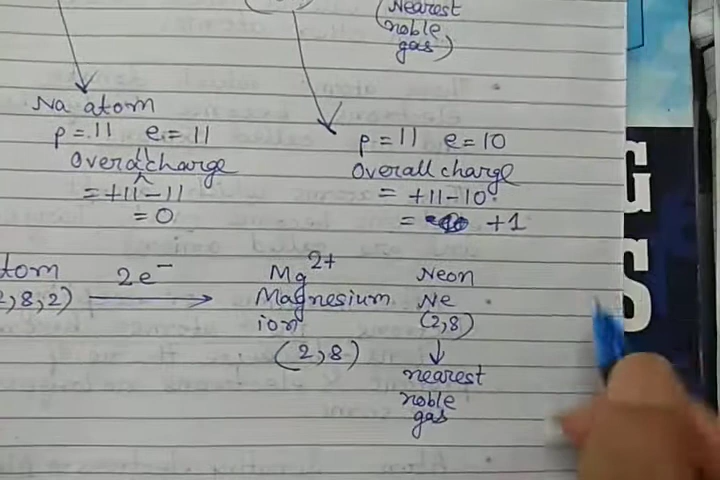 (Nearest
noble
gas)
Na atom
p = 11 e = 11
Overall charge
= +11 - 11
= 0
p = 11 e = 10
Overall charge
= +11 - 10
= +1
tom
2,8,2)
2e⁻
Mg²⁺
Magnesium
ion
(2,8)
Neon
Ne
(2,8)
nearest
noble
gas
G
S